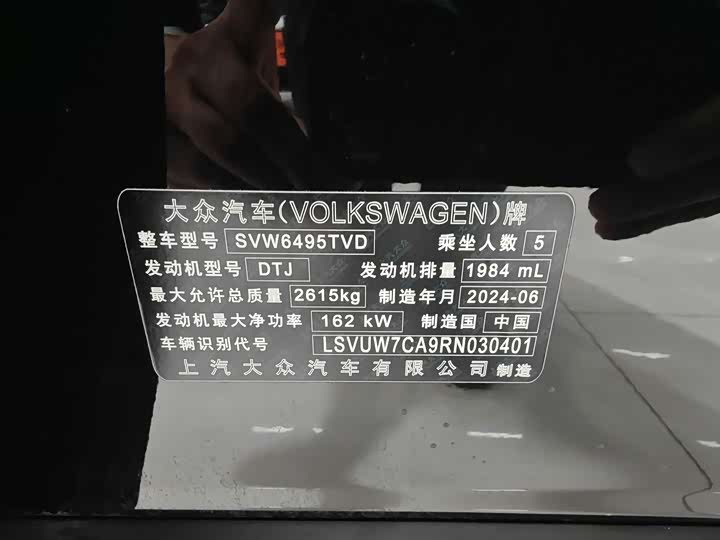 大众汽车(VOLKSWAGEN)牌
整车型号 SVW6495TVD 乘坐人数 5
发动机型号 DTJ 发动机排量 1984 mL
最大允许总质量 2615kg 制造年月 2024-06
发动机最大净功率 162 kW 制造国 中国
车辆识别代号 LSVUW7CA9RN030401
上汽大众汽车有限公司 制造